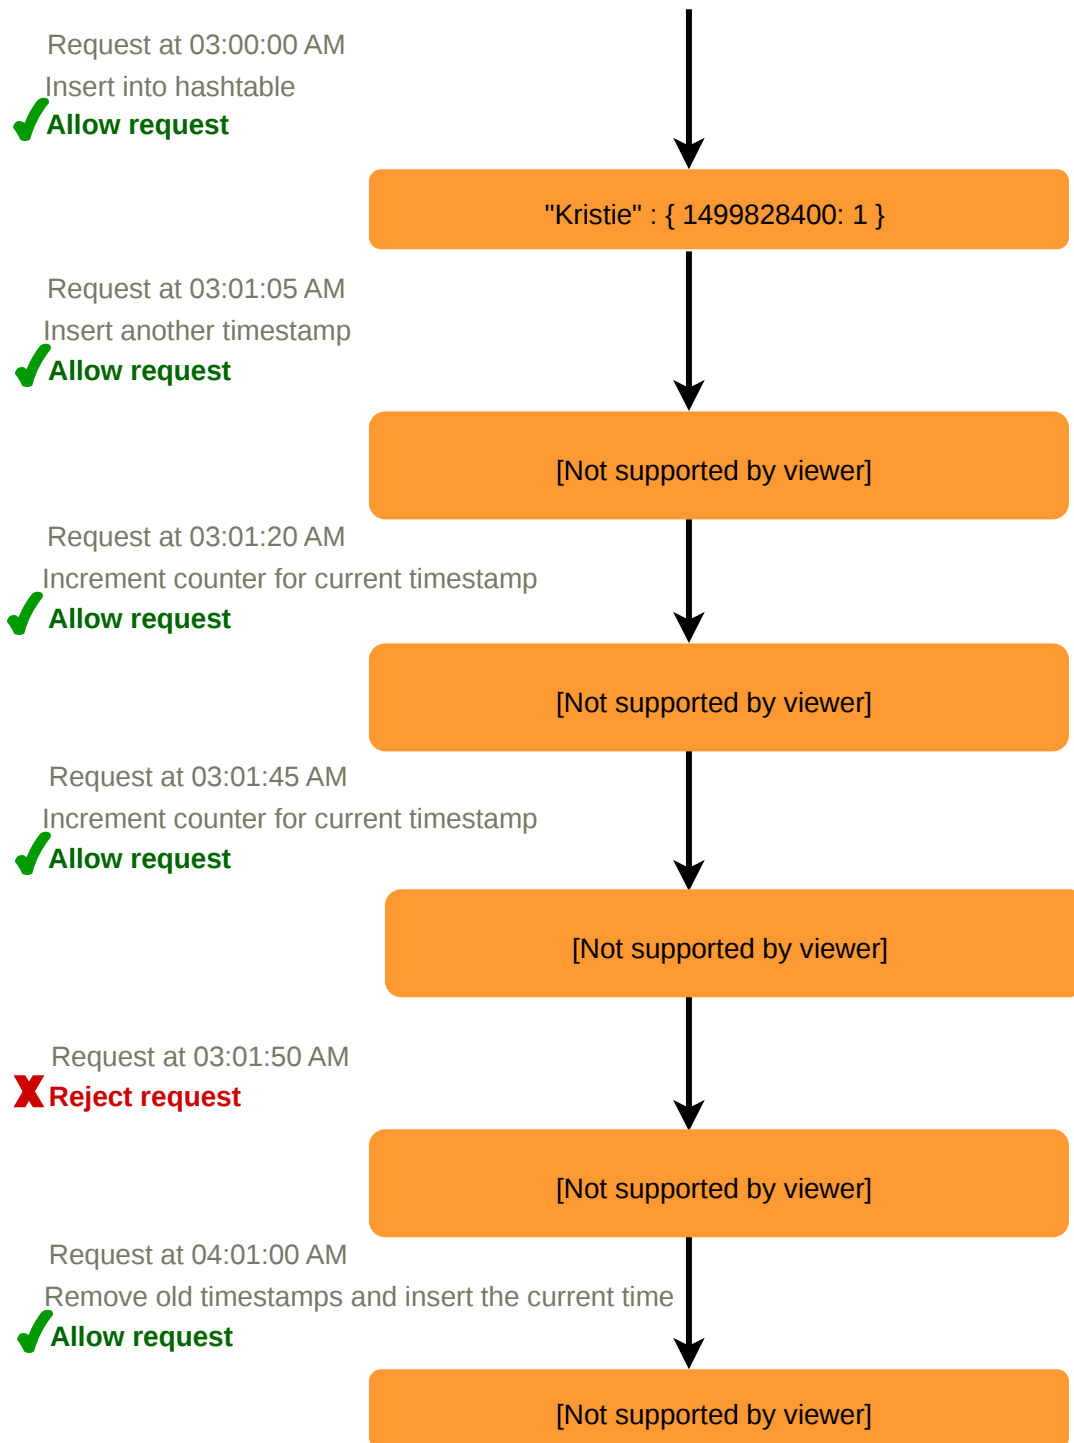 Request at 03:00:00 AM
Insert into hashtable
Allow request
"Kristie" : { 1499828400: 1 }
Request at 03:01:05 AM
Insert another timestamp
Allow request
[Not supported by viewer]
Request at 03:01:20 AM
Increment counter for current timestamp
Allow request
[Not supported by viewer]
Request at 03:01:45 AM
Increment counter for current timestamp
Allow request
[Not supported by viewer]
Request at 03:01:50 AM
Reject request
[Not supported by viewer]
Request at 04:01:00 AM
Remove old timestamps and insert the current time
Allow request
[Not supported by viewer]